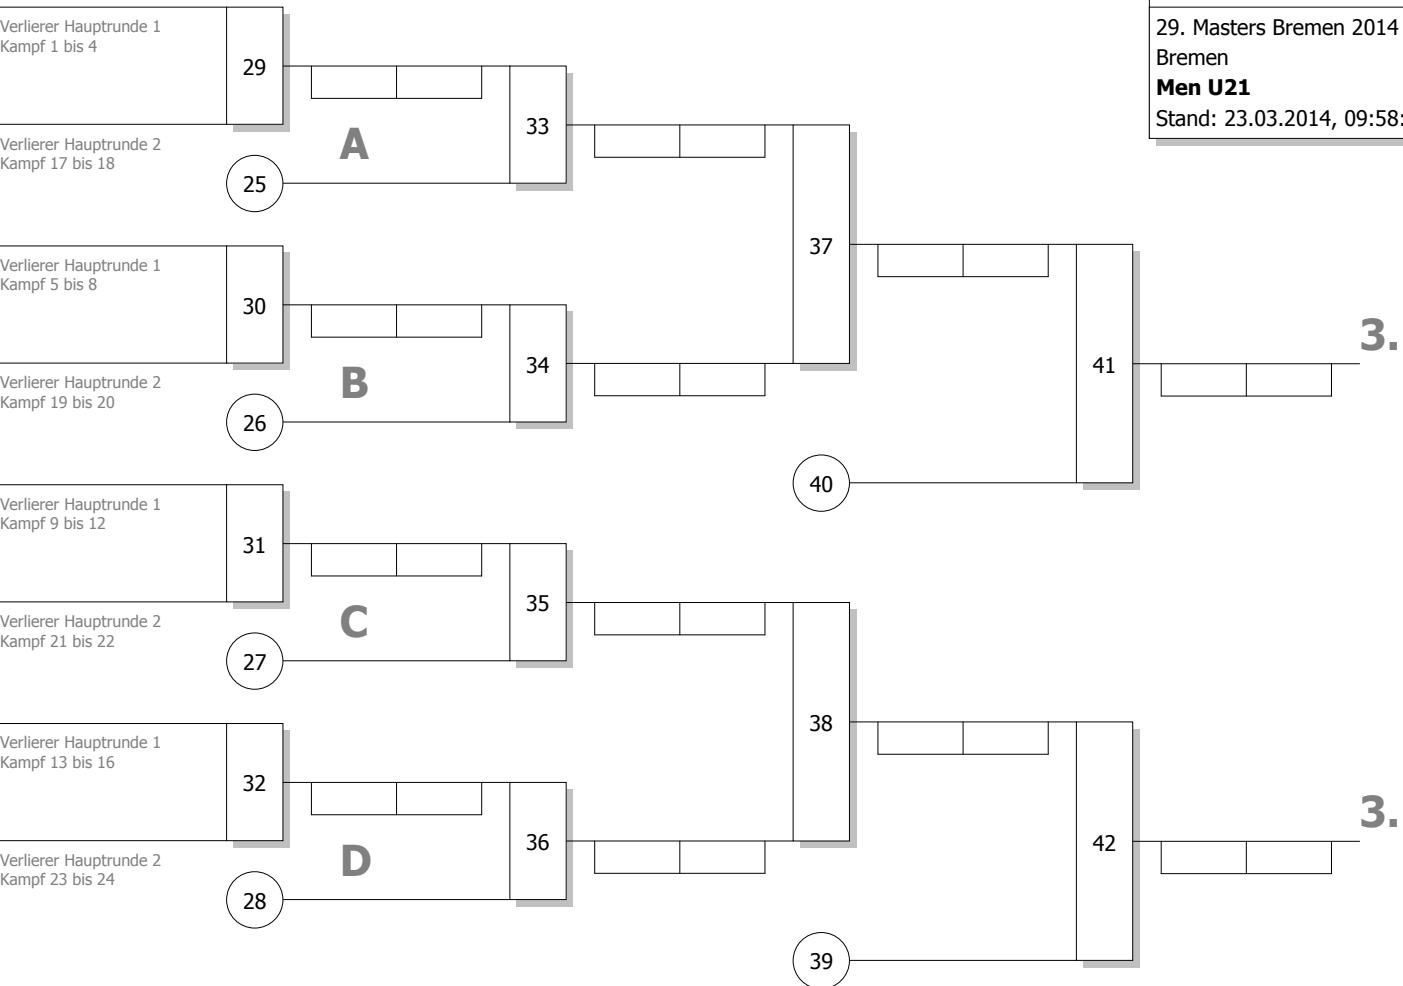 29. Masters Bremen 2014
Bremen
Men U21
Stand: 23.03.2014, 09:58:
Verlierer Hauptrunde 1
Kampf 1 bis 4
29
A
33
Verlierer Hauptrunde 2
Kampf 17 bis 18
25
37
Verlierer Hauptrunde 1
Kampf 5 bis 8
30
B
34
Verlierer Hauptrunde 2
Kampf 19 bis 20
26
41
3.
40
Verlierer Hauptrunde 1
Kampf 9 bis 12
31
C
35
Verlierer Hauptrunde 2
Kampf 21 bis 22
27
38
Verlierer Hauptrunde 1
Kampf 13 bis 16
32
D
36
Verlierer Hauptrunde 2
Kampf 23 bis 24
28
42
3.
39